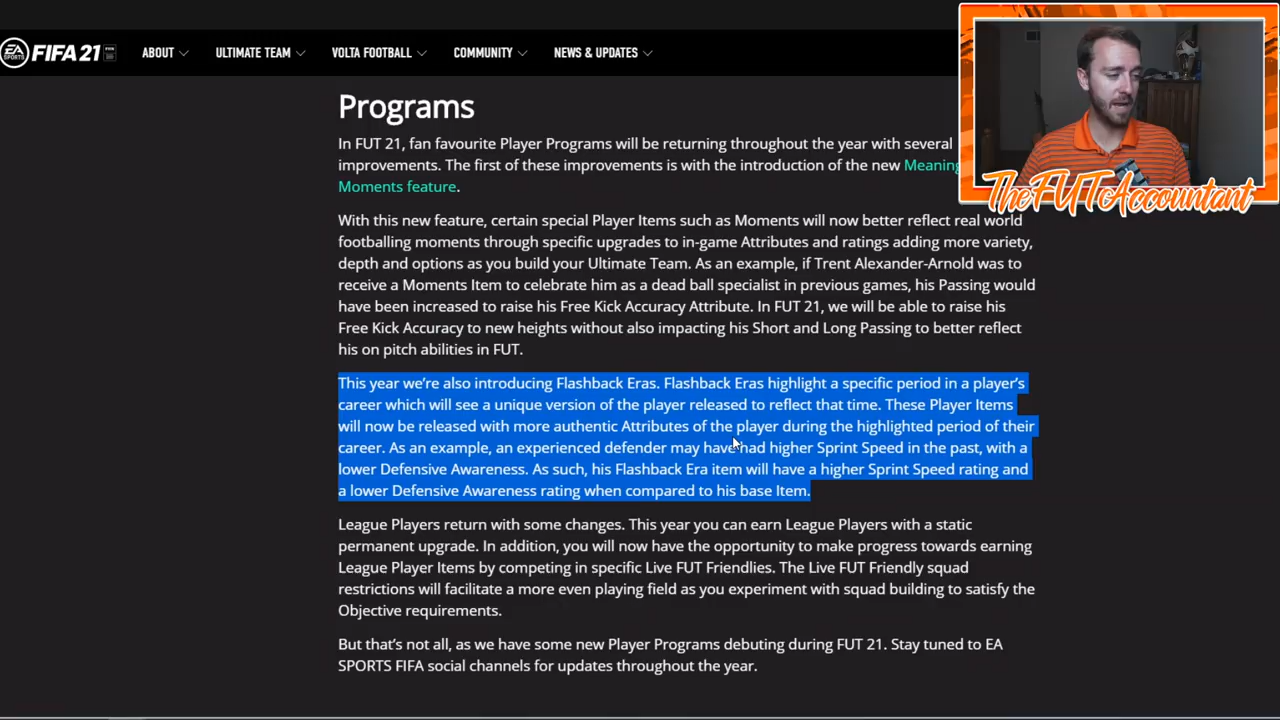 EA SPORTS FIFA 21
ABOUT
ULTIMATE TEAM
VOLTA FOOTBALL
COMMUNITY
NEWS & UPDATES
TheFUTAccountant
Programs
In FUT 21, fan favourite Player Programs will be returning throughout the year with several
improvements. The first of these improvements is with the introduction of the new
Moments feature.
With this new feature, certain special Player Items such as Moments will now better reflect real world
footballing moments through specific upgrades to in-game Attributes and ratings adding more variety,
depth and options as you build your Ultimate Team. As an example, if Trent Alexander-Arnold was to
receive a Moments Item to celebrate him as a dead ball specialist in previous games, his Passing would
have been increased to raise his Free Kick Accuracy Attribute. In FUT 21, we will be able to raise his
Free Kick Accuracy to new heights without also impacting his Short and Long Passing to better reflect
his on pitch abilities in FUT.
This year we’re also introducing Flashback Eras. Flashback Eras highlight a specific period in a player’s
career which will see a unique version of the player released to reflect that time. These Player Items
will now be released with more authentic Attributes of the player during the highlighted period of their
career. As an example, an experienced defender may have had higher Sprint Speed in the past, with a
lower Defensive Awareness. As such, his Flashback Era item will have a higher Sprint Speed rating and
a lower Defensive Awareness rating when compared to his base Item.
League Players return with some changes. This year you can earn League Players with a static
permanent upgrade. In addition, you will now have the opportunity to make progress towards earning
League Player Items by competing in specific Live FUT Friendlies. The Live FUT Friendly squad
restrictions will facilitate a more even playing field as you experiment with squad building to satisfy the
Objective requirements.
But that’s not all, as we have some new Player Programs debuting during FUT 21. Stay tuned to EA
SPORTS FIFA social channels for updates throughout the year.